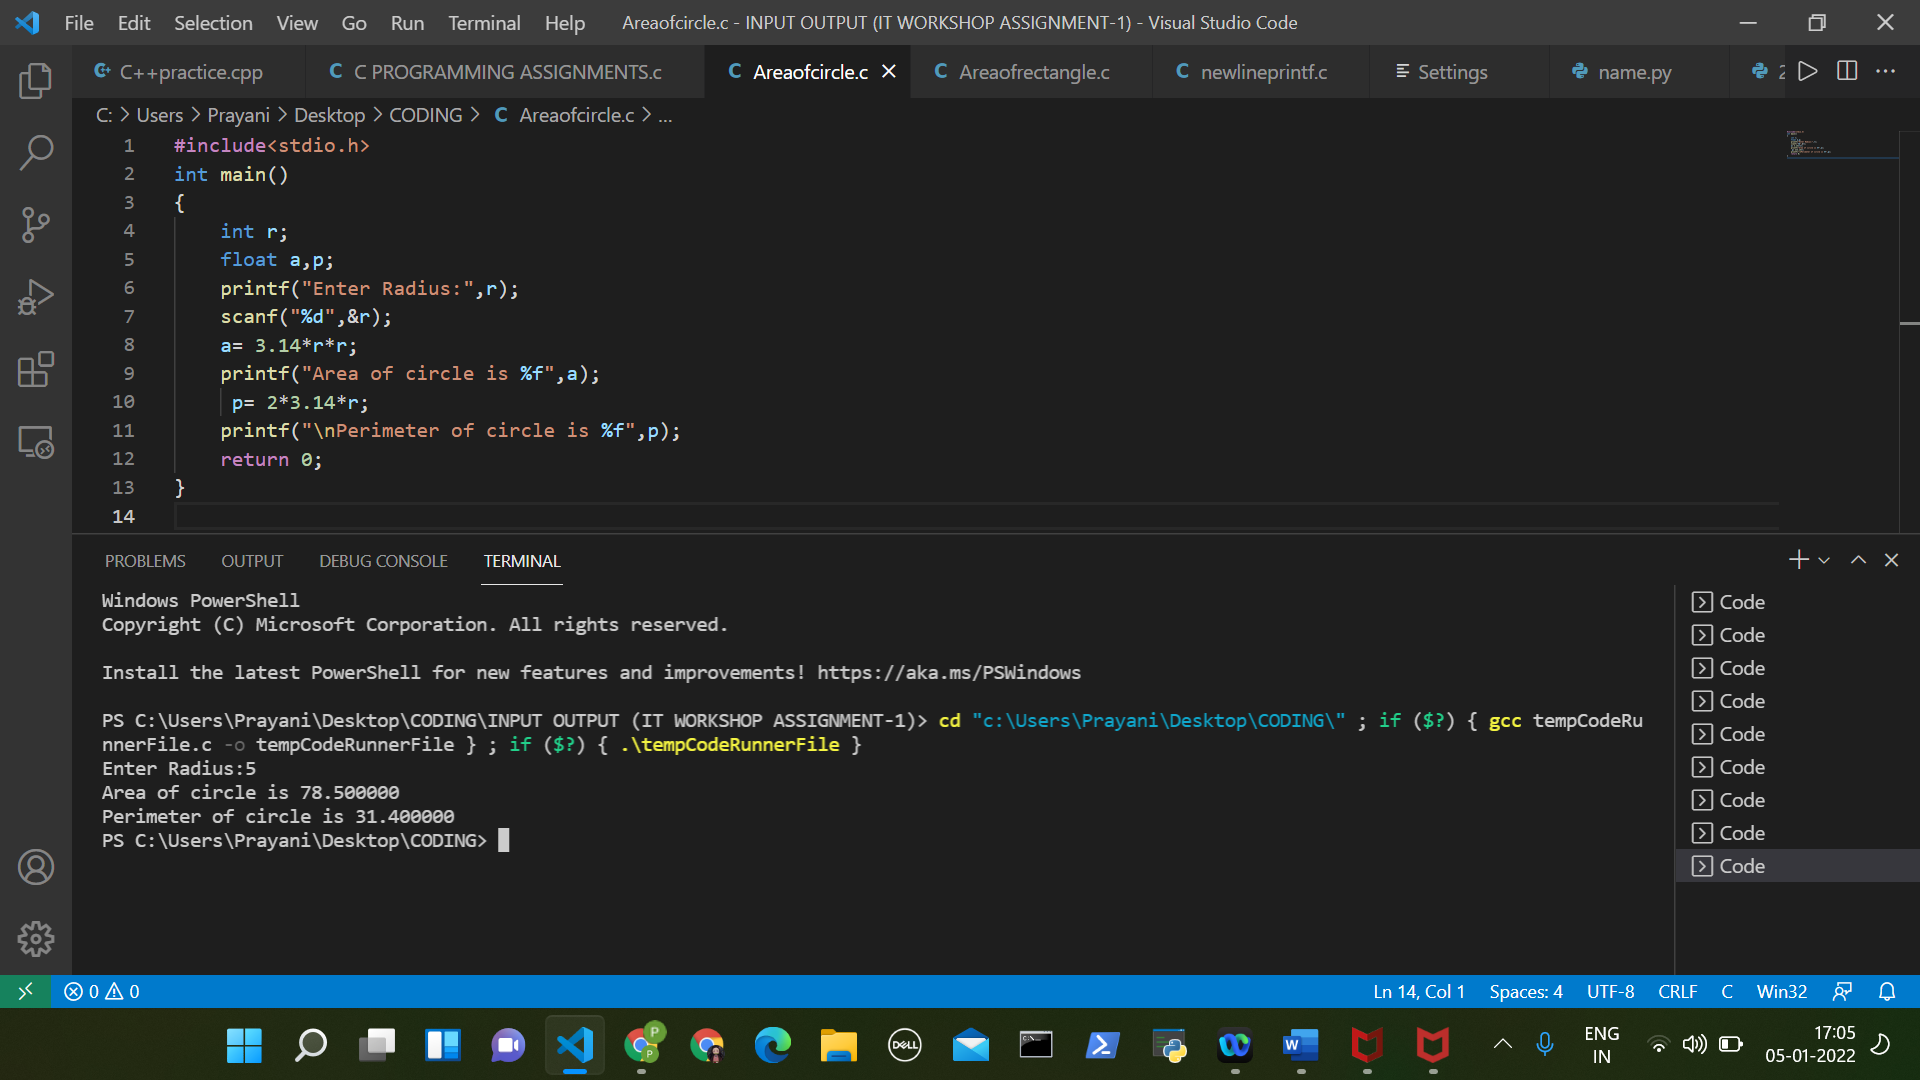 File Edit Selection View Go Run Terminal Help Areaofcircle.c - INPUT OUTPUT (IT WORKSHOP ASSIGNMENT-1) - Visual Studio Code
C++practice.cpp C PROGRAMMING ASSIGNMENTS.c Areaofcircle.c Areaofrectangle.c newlineprintf.c Settings name.py 2
C: > Users > Prayani > Desktop > CODING > C Areaofcircle.c > ...
1 #include<stdio.h>
2 int main()
3 {
4 int r;
5 float a,p;
6 printf("Enter Radius:",r);
7 scanf("%d",&r);
8 a= 3.14*r*r;
9 printf("Area of circle is %f",a);
10 p= 2*3.14*r;
11 printf("\nPerimeter of circle is %f",p);
12 return 0;
13 }
14
PROBLEMS OUTPUT DEBUG CONSOLE TERMINAL
Windows PowerShell
Copyright (C) Microsoft Corporation. All rights reserved.
Install the latest PowerShell for new features and improvements! https://aka.ms/PSWindows
PS C:\Users\Prayani\Desktop\CODING\INPUT OUTPUT (IT WORKSHOP ASSIGNMENT-1)> cd "c:\Users\Prayani\Desktop\CODING\" ; if ($?) { gcc tempCodeRu
nnerFile.c -o tempCodeRunnerFile } ; if ($?) { .\tempCodeRunnerFile }
Enter Radius:5
Area of circle is 78.500000
Perimeter of circle is 31.400000
PS C:\Users\Prayani\Desktop\CODING>
Code
Code
Code
Code
Code
Code
Code
Code
Code
0 0 Ln 14, Col 1 Spaces: 4 UTF-8 CRLF C Win32
ENG
IN
17:05
05-01-2022